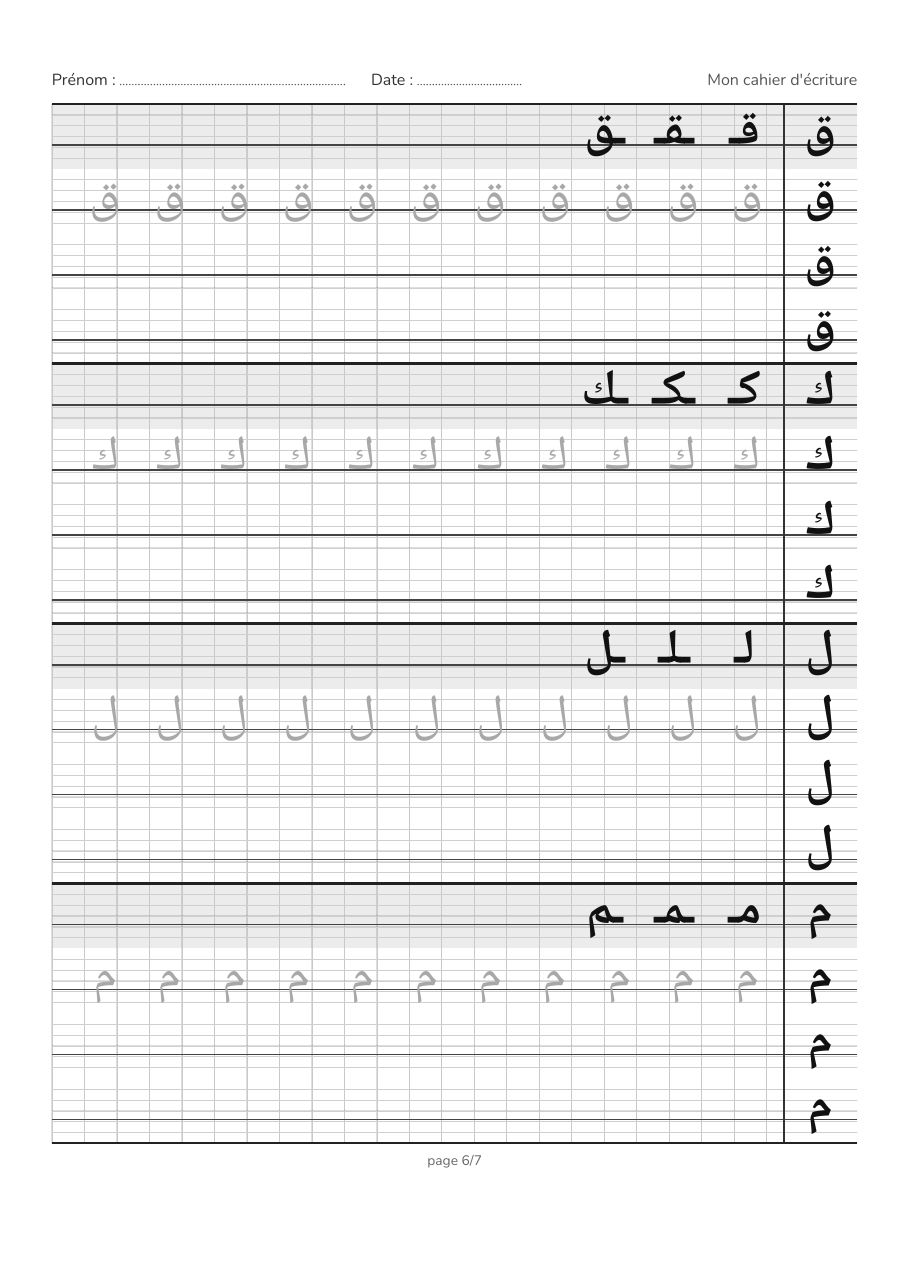 Prénom : ........................ Date : ........................ Mon cahier d'écriture
ق قـ ـقـ ـق
ق ق ق ق ق ق ق ق ق ق ق ق
ق
ق
ك كـ ـكـ ـك
ك ك ك ك ك ك ك ك ك ك ك ك
ك
ك
ل لـ ـلـ ـل
ل ل ل ل ل ل ل ل ل ل ل ل
ل
ل
م مـ ـمـ ـم
م م م م م م م م م م م م
م
م
page 6/7